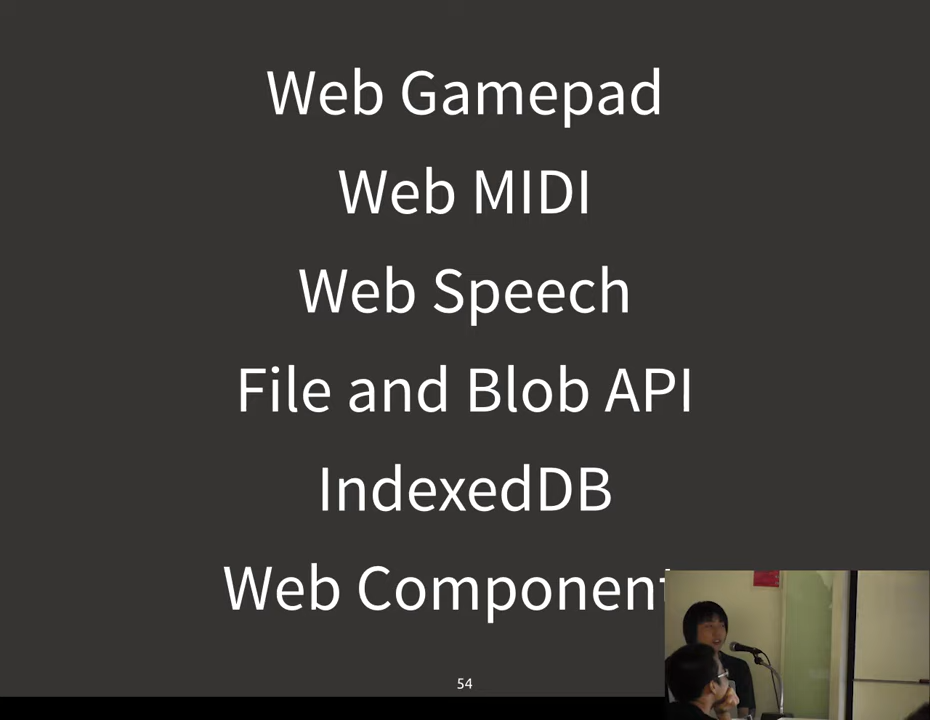 Web Gamepad
Web MIDI
Web Speech
File and Blob API
IndexedDB
Web Component
54